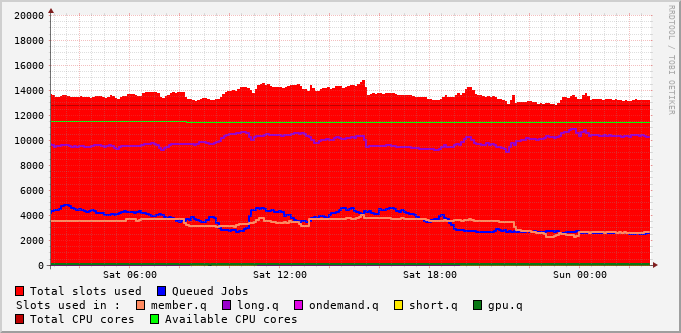 20000
18000
16000
14000
12000
10000
8000
6000
4000
2000
0
Sat 06:00 Sat 12:00 Sat 18:00 Sun 00:00
Total slots used Queued Jobs
Slots used in : member.q long.q ondemand.q short.q gpu.q
Total CPU cores Available CPU cores
RRDTOOL / TOBI OETIKER